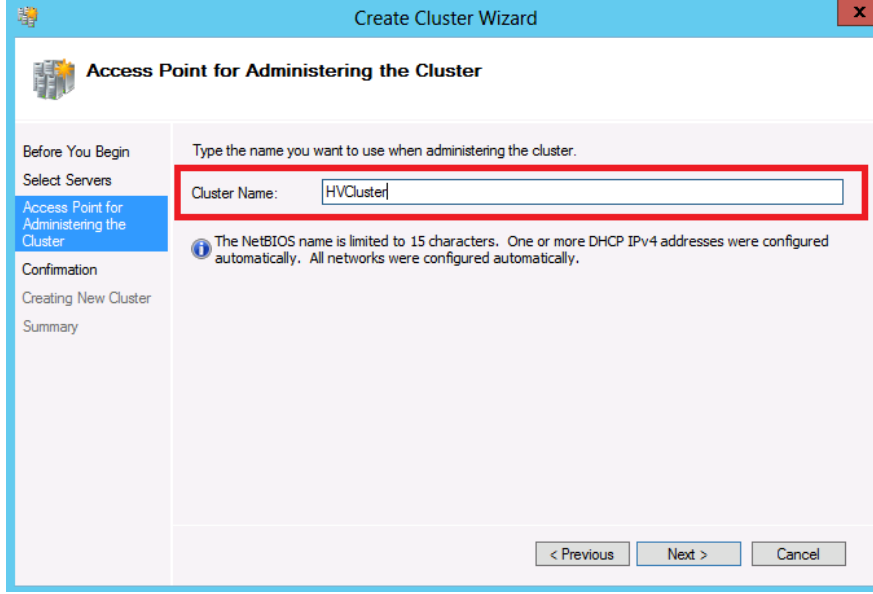 Create Cluster Wizard
x
Access Point for Administering the Cluster
Before You Begin
Select Servers
Access Point for
Administering the
Cluster
Confirmation
Creating New Cluster
Summary
Type the name you want to use when administering the cluster.
Cluster Name: HVCluster
The NetBIOS name is limited to 15 characters. One or more DHCP IPv4 addresses were configured
automatically. All networks were configured automatically.
< Previous Next > Cancel